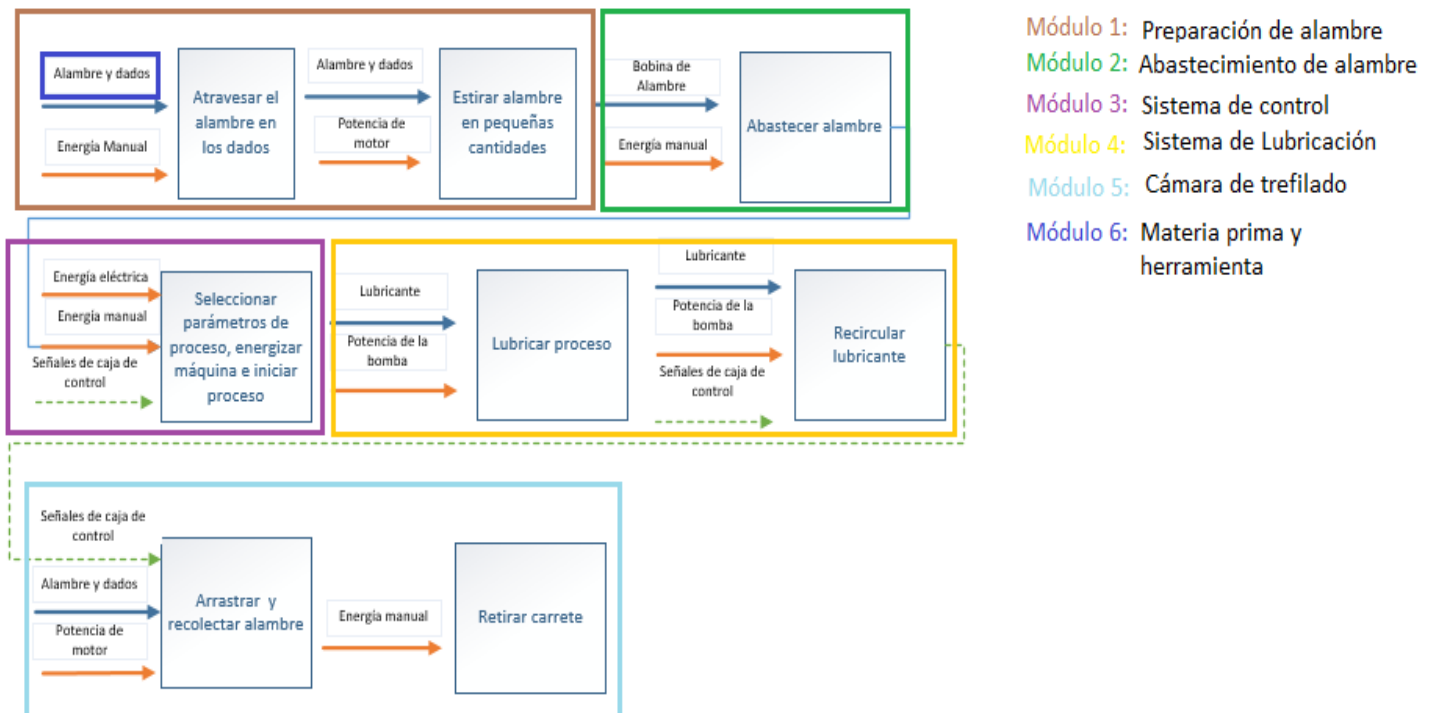 Alambre y dados
Energía Manual
Atravesar el
alambre en
los dados
Alambre y dados
Potencia de
motor
Estirar alambre
en pequeñas
cantidades
Bobina de
Alambre
Energía manual
Abastecer alambre
Módulo 1: Preparación de alambre
Módulo 2: Abastecimiento de alambre
Módulo 3: Sistema de control
Módulo 4: Sistema de Lubricación
Módulo 5: Cámara de trefilado
Módulo 6: Materia prima y
herramienta
Energía eléctrica
Energía manual
Señales de caja de
control
Seleccionar
parámetros de
proceso, energizar
máquina e iniciar
proceso
Lubricante
Potencia de la
bomba
Lubricar proceso
Lubricante
Potencia de la
bomba
Señales de caja de
control
Recircular
lubricante
Señales de caja de
control
Alambre y dados
Potencia de
motor
Arrastrar y
recolectar alambre
Energía manual
Retirar carrete